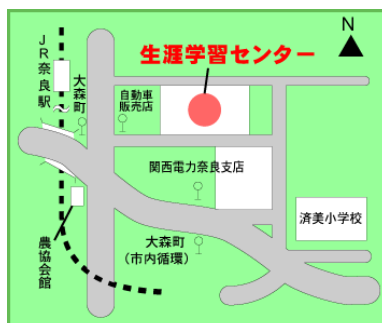 N
生涯学習センター
JR奈良駅
大森町
自動車
販売店
関西電力奈良支店
済美小学校
農協会館
大森町
(市内循環)